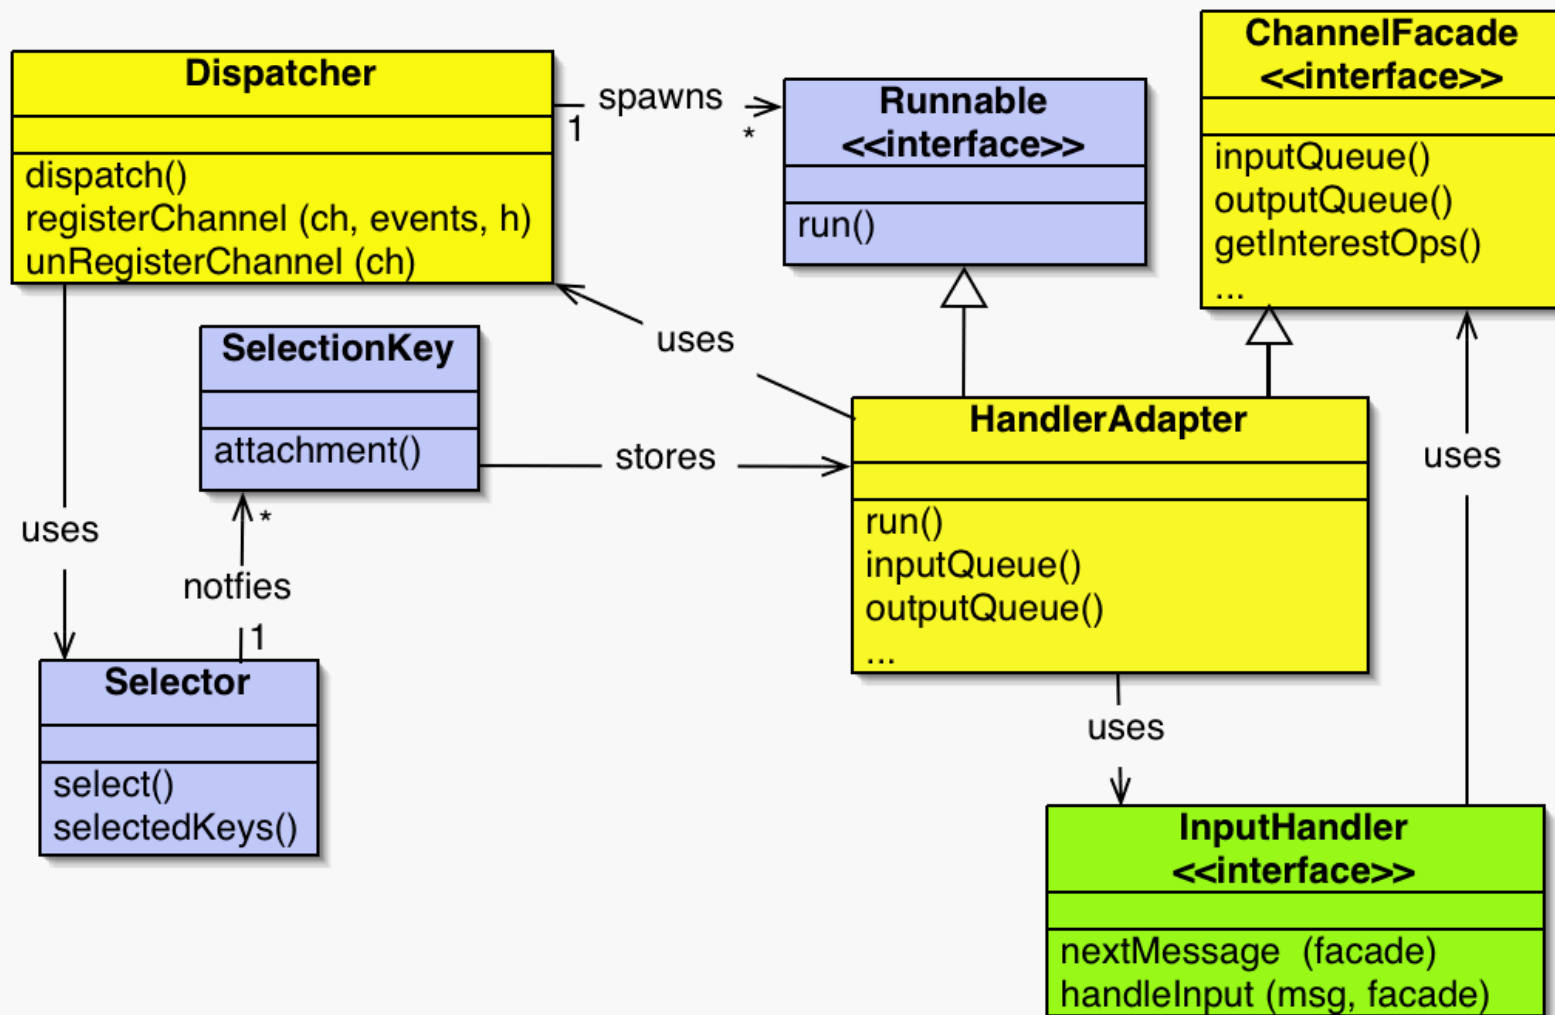 Dispatcher
dispatch()
registerChannel (ch, events, h)
unRegisterChannel (ch)
1
spawns
*
Runnable
<<interface>>
run()
ChannelFacade
<<interface>>
inputQueue()
outputQueue()
getInterestOps()
...
uses
SelectionKey
attachment()
stores
HandlerAdapter
run()
inputQueue()
outputQueue()
...
uses
uses
*
notfies
1
Selector
select()
selectedKeys()
uses
InputHandler
<<interface>>
nextMessage  (facade)
handleInput (msg, facade)